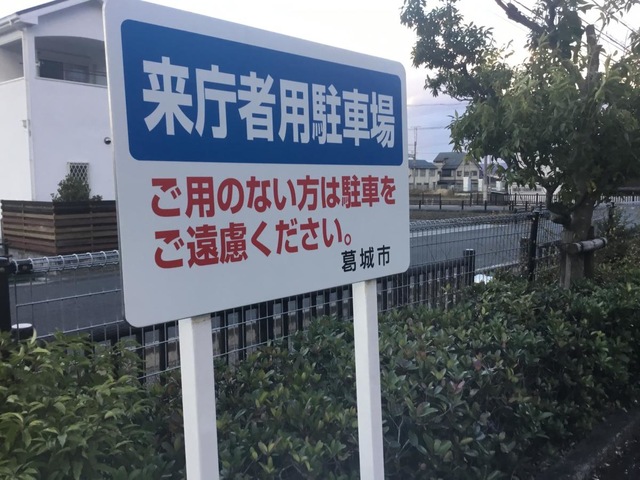 来庁者用駐車場
ご用のない方は駐車を
ご遠慮ください。
葛城市